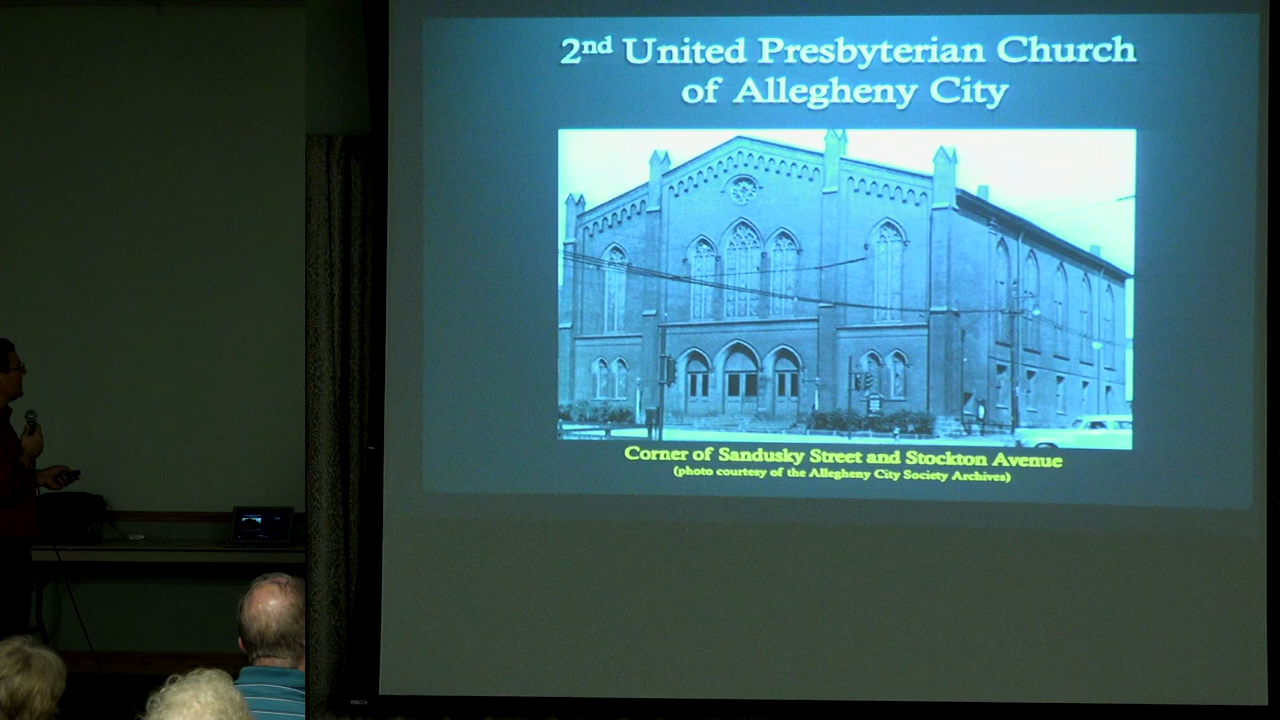 2nd United Presbyterian Church
of Allegheny City
Corner of Sandusky Street and Stockton Avenue
(photo courtesy of the Allegheny City Society Archives)